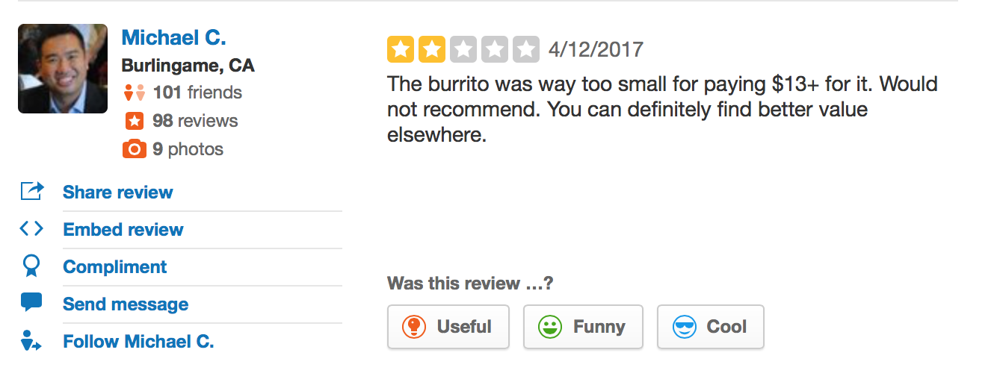 Michael C.
Burlingame, CA
101 friends
98 reviews
9 photos
Share review
Embed review
Compliment
Send message
Follow Michael C.
4/12/2017
The burrito was way too small for paying $13+ for it. Would
not recommend. You can definitely find better value
elsewhere.
Was this review ...?
Useful
Funny
Cool